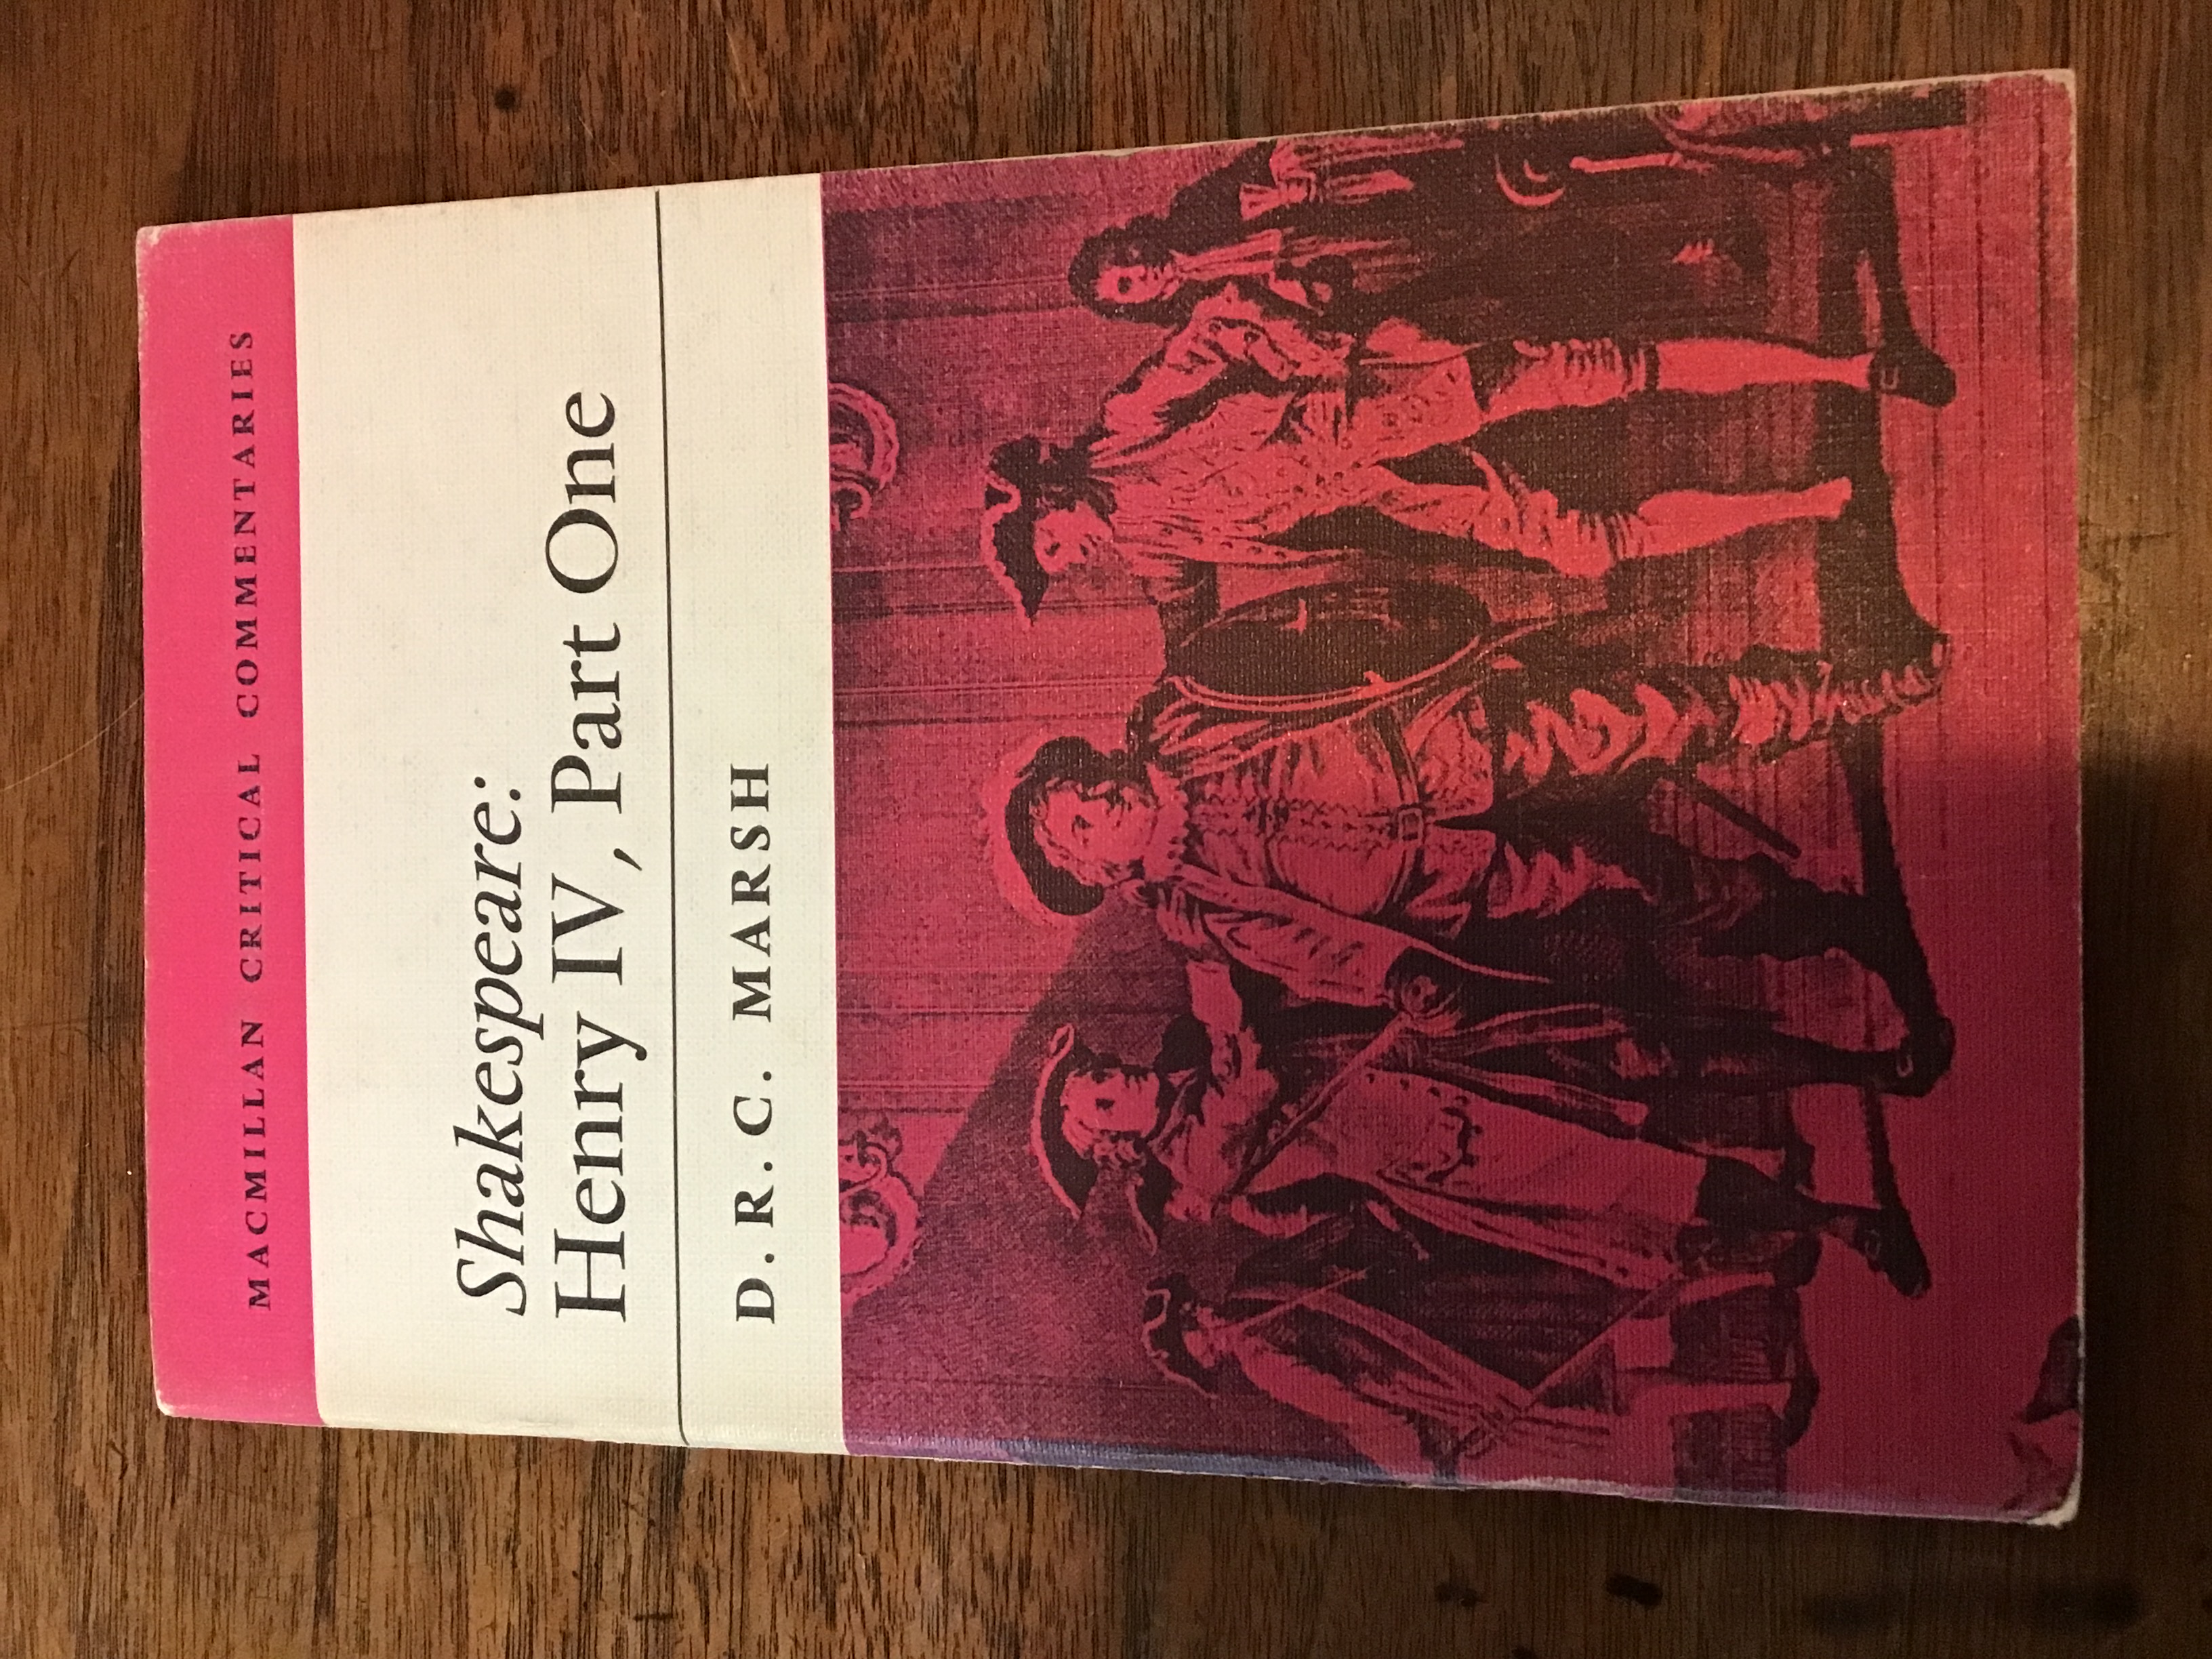 MACMILLAN CRITICAL COMMENTARIES
Shakespeare:
Henry IV, Part One
D.R.C. MARSH